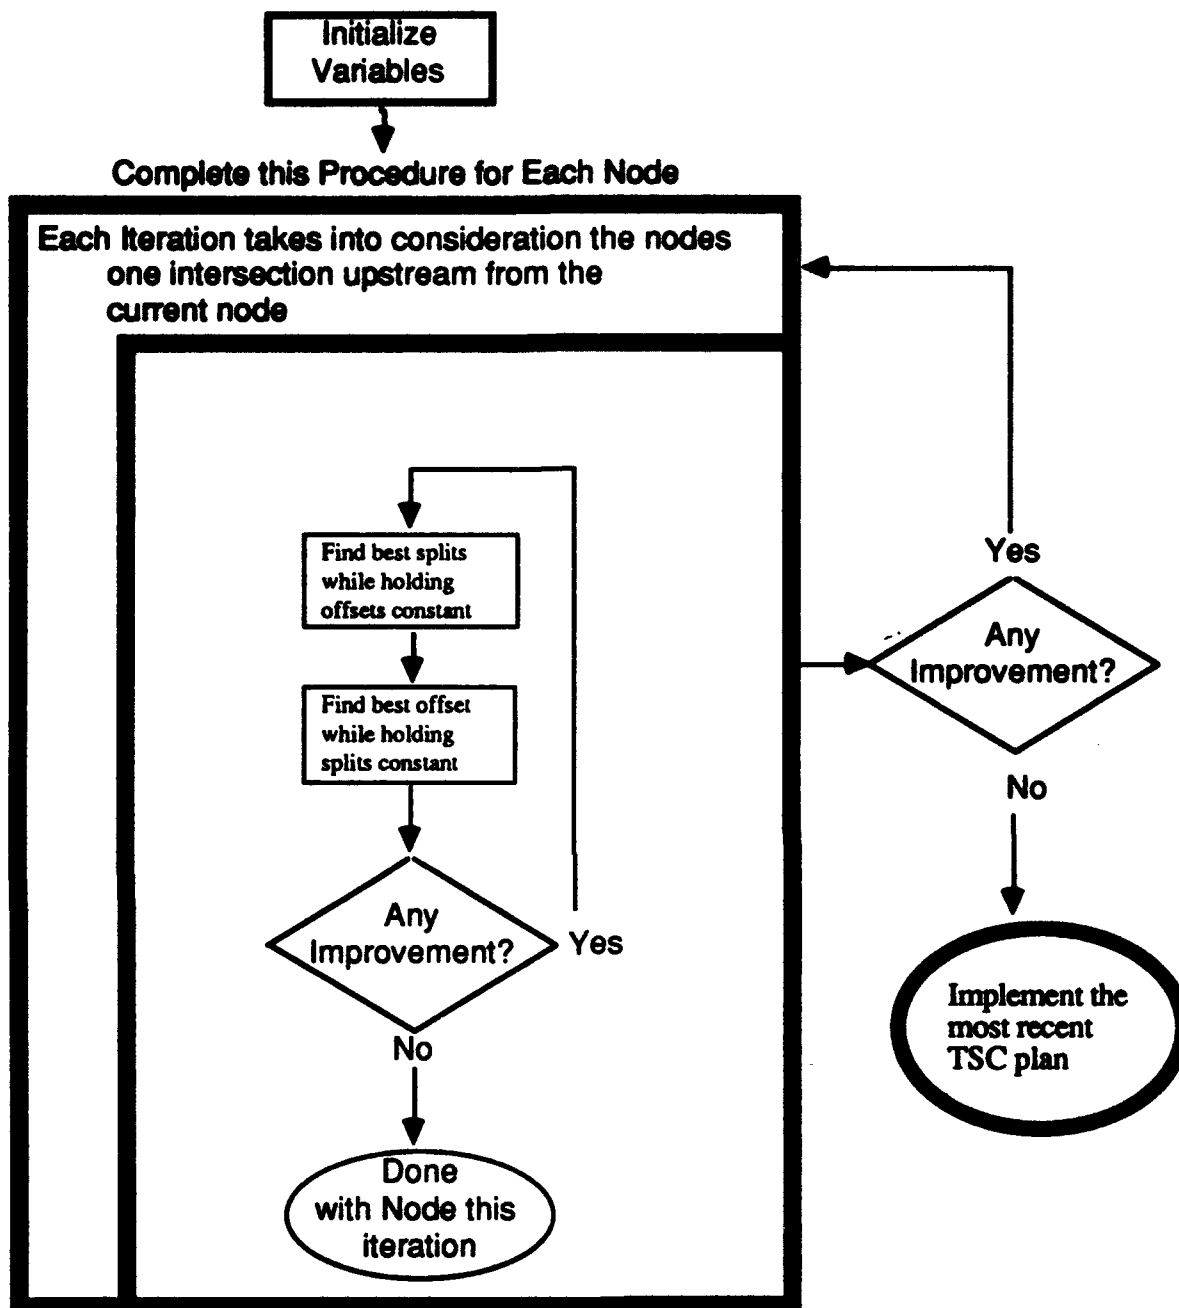 Initialize
Variables
Complete this Procedure for Each Node
Each Iteration takes into consideration the nodes
one intersection upstream from the
current node
Find best splits
while holding
offsets constant
Find best offset
while holding
splits constant
Any
Improvement?
Yes
No
Done
with Node this
iteration
Yes
Any
Improvement?
No
Implement the
most recent
TSC plan